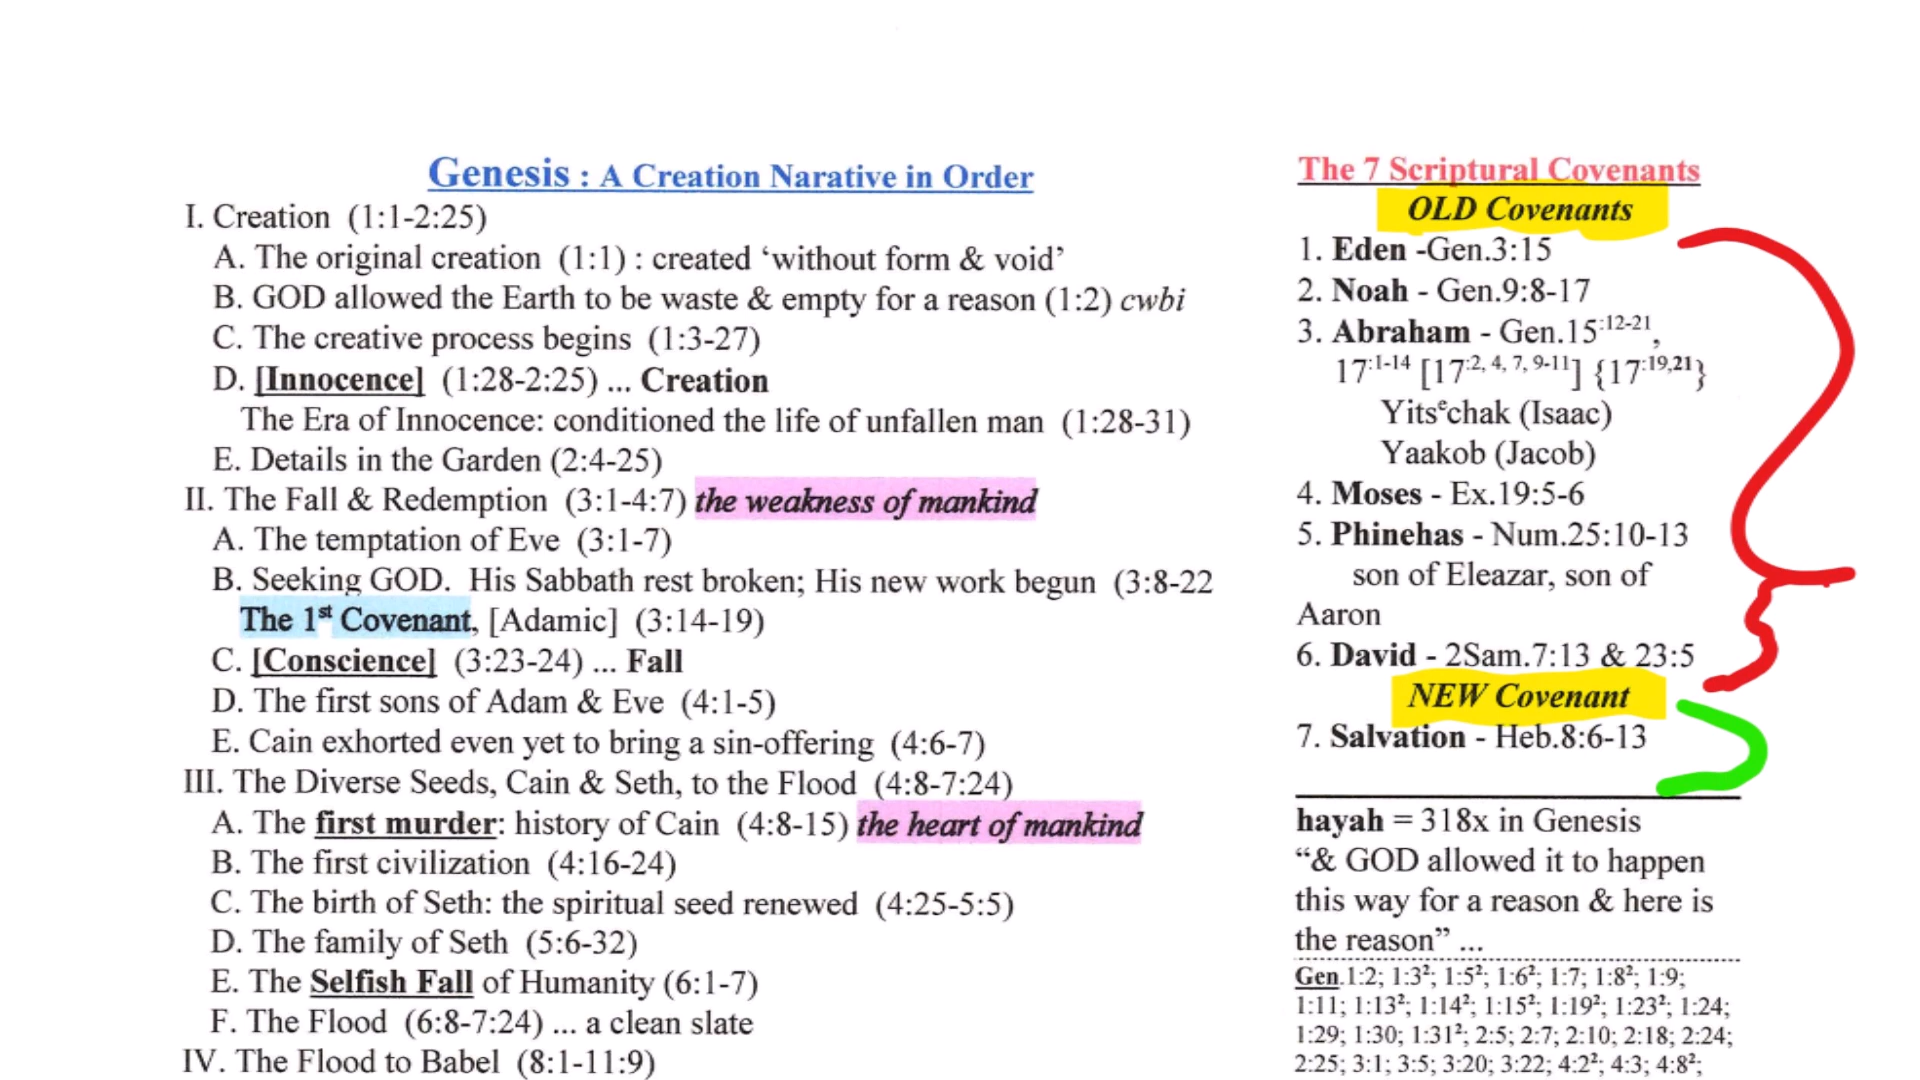 Genesis : A Creation Narative in Order
I. Creation (1:1-2:25)
A. The original creation (1:1) : created ‘without form & void’
B. GOD allowed the Earth to be waste & empty for a reason (1:2) cwbi
C. The creative process begins (1:3-27)
D. [Innocence] (1:28-2:25) ... Creation
The Era of Innocence: conditioned the life of unfallen man (1:28-31)
E. Details in the Garden (2:4-25)
II. The Fall & Redemption (3:1-4:7) the weakness of mankind
A. The temptation of Eve (3:1-7)
B. Seeking GOD. His Sabbath rest broken; His new work begun (3:8-22
The 1st Covenant, [Adamic] (3:14-19)
C. [Conscience] (3:23-24) ... Fall
D. The first sons of Adam & Eve (4:1-5)
E. Cain exhorted even yet to bring a sin-offering (4:6-7)
III. The Diverse Seeds, Cain & Seth, to the Flood (4:8-7:24)
A. The first murder: history of Cain (4:8-15) the heart of mankind
B. The first civilization (4:16-24)
C. The birth of Seth: the spiritual seed renewed (4:25-5:5)
D. The family of Seth (5:6-32)
E. The Selfish Fall of Humanity (6:1-7)
F. The Flood (6:8-7:24) ... a clean slate
IV. The Flood to Babel (8:1-11:9)
The 7 Scriptural Covenants
OLD Covenants
1. Eden -Gen.3:15
2. Noah - Gen.9:8-17
3. Abraham - Gen.15:12-21,
17:1-14 [17:2, 4, 7, 9-11] {17:19,21}
Yitsᵉchak (Isaac)
Yaakob (Jacob)
4. Moses - Ex.19:5-6
5. Phinehas - Num.25:10-13
son of Eleazar, son of
Aaron
6. David - 2Sam.7:13 & 23:5
NEW Covenant
7. Salvation - Heb.8:6-13
hayah = 318x in Genesis
“& GOD allowed it to happen
this way for a reason & here is
the reason” ...
Gen.1:2; 1:3²; 1:5²; 1:6²; 1:7; 1:8²; 1:9;
1:11; 1:13²; 1:14²; 1:15²; 1:19²; 1:23²; 1:24;
1:29; 1:30; 1:31²; 2:5; 2:7; 2:10; 2:18; 2:24;
2:25; 3:1; 3:5; 3:20; 3:22; 4:2²; 4:3; 4:8²;